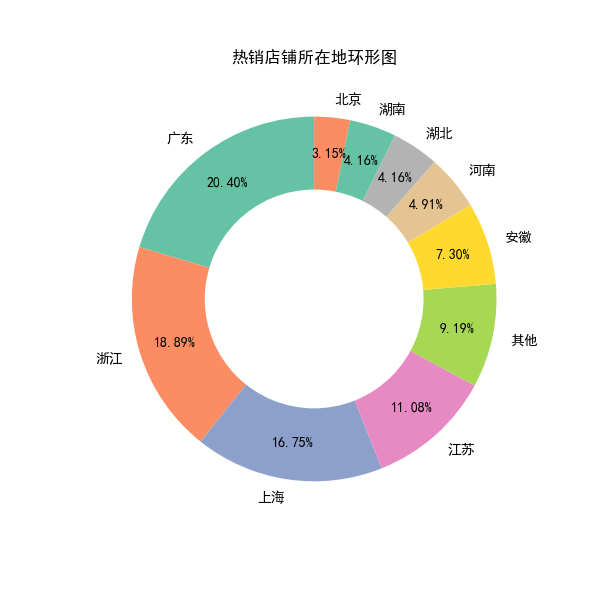 热销店铺所在地环形图
北京
3.15%
湖南
4.16%
湖北
4.16%
河南
4.91%
安徽
7.30%
其他
9.19%
江苏
11.08%
上海
16.75%
浙江
18.89%
广东
20.40%